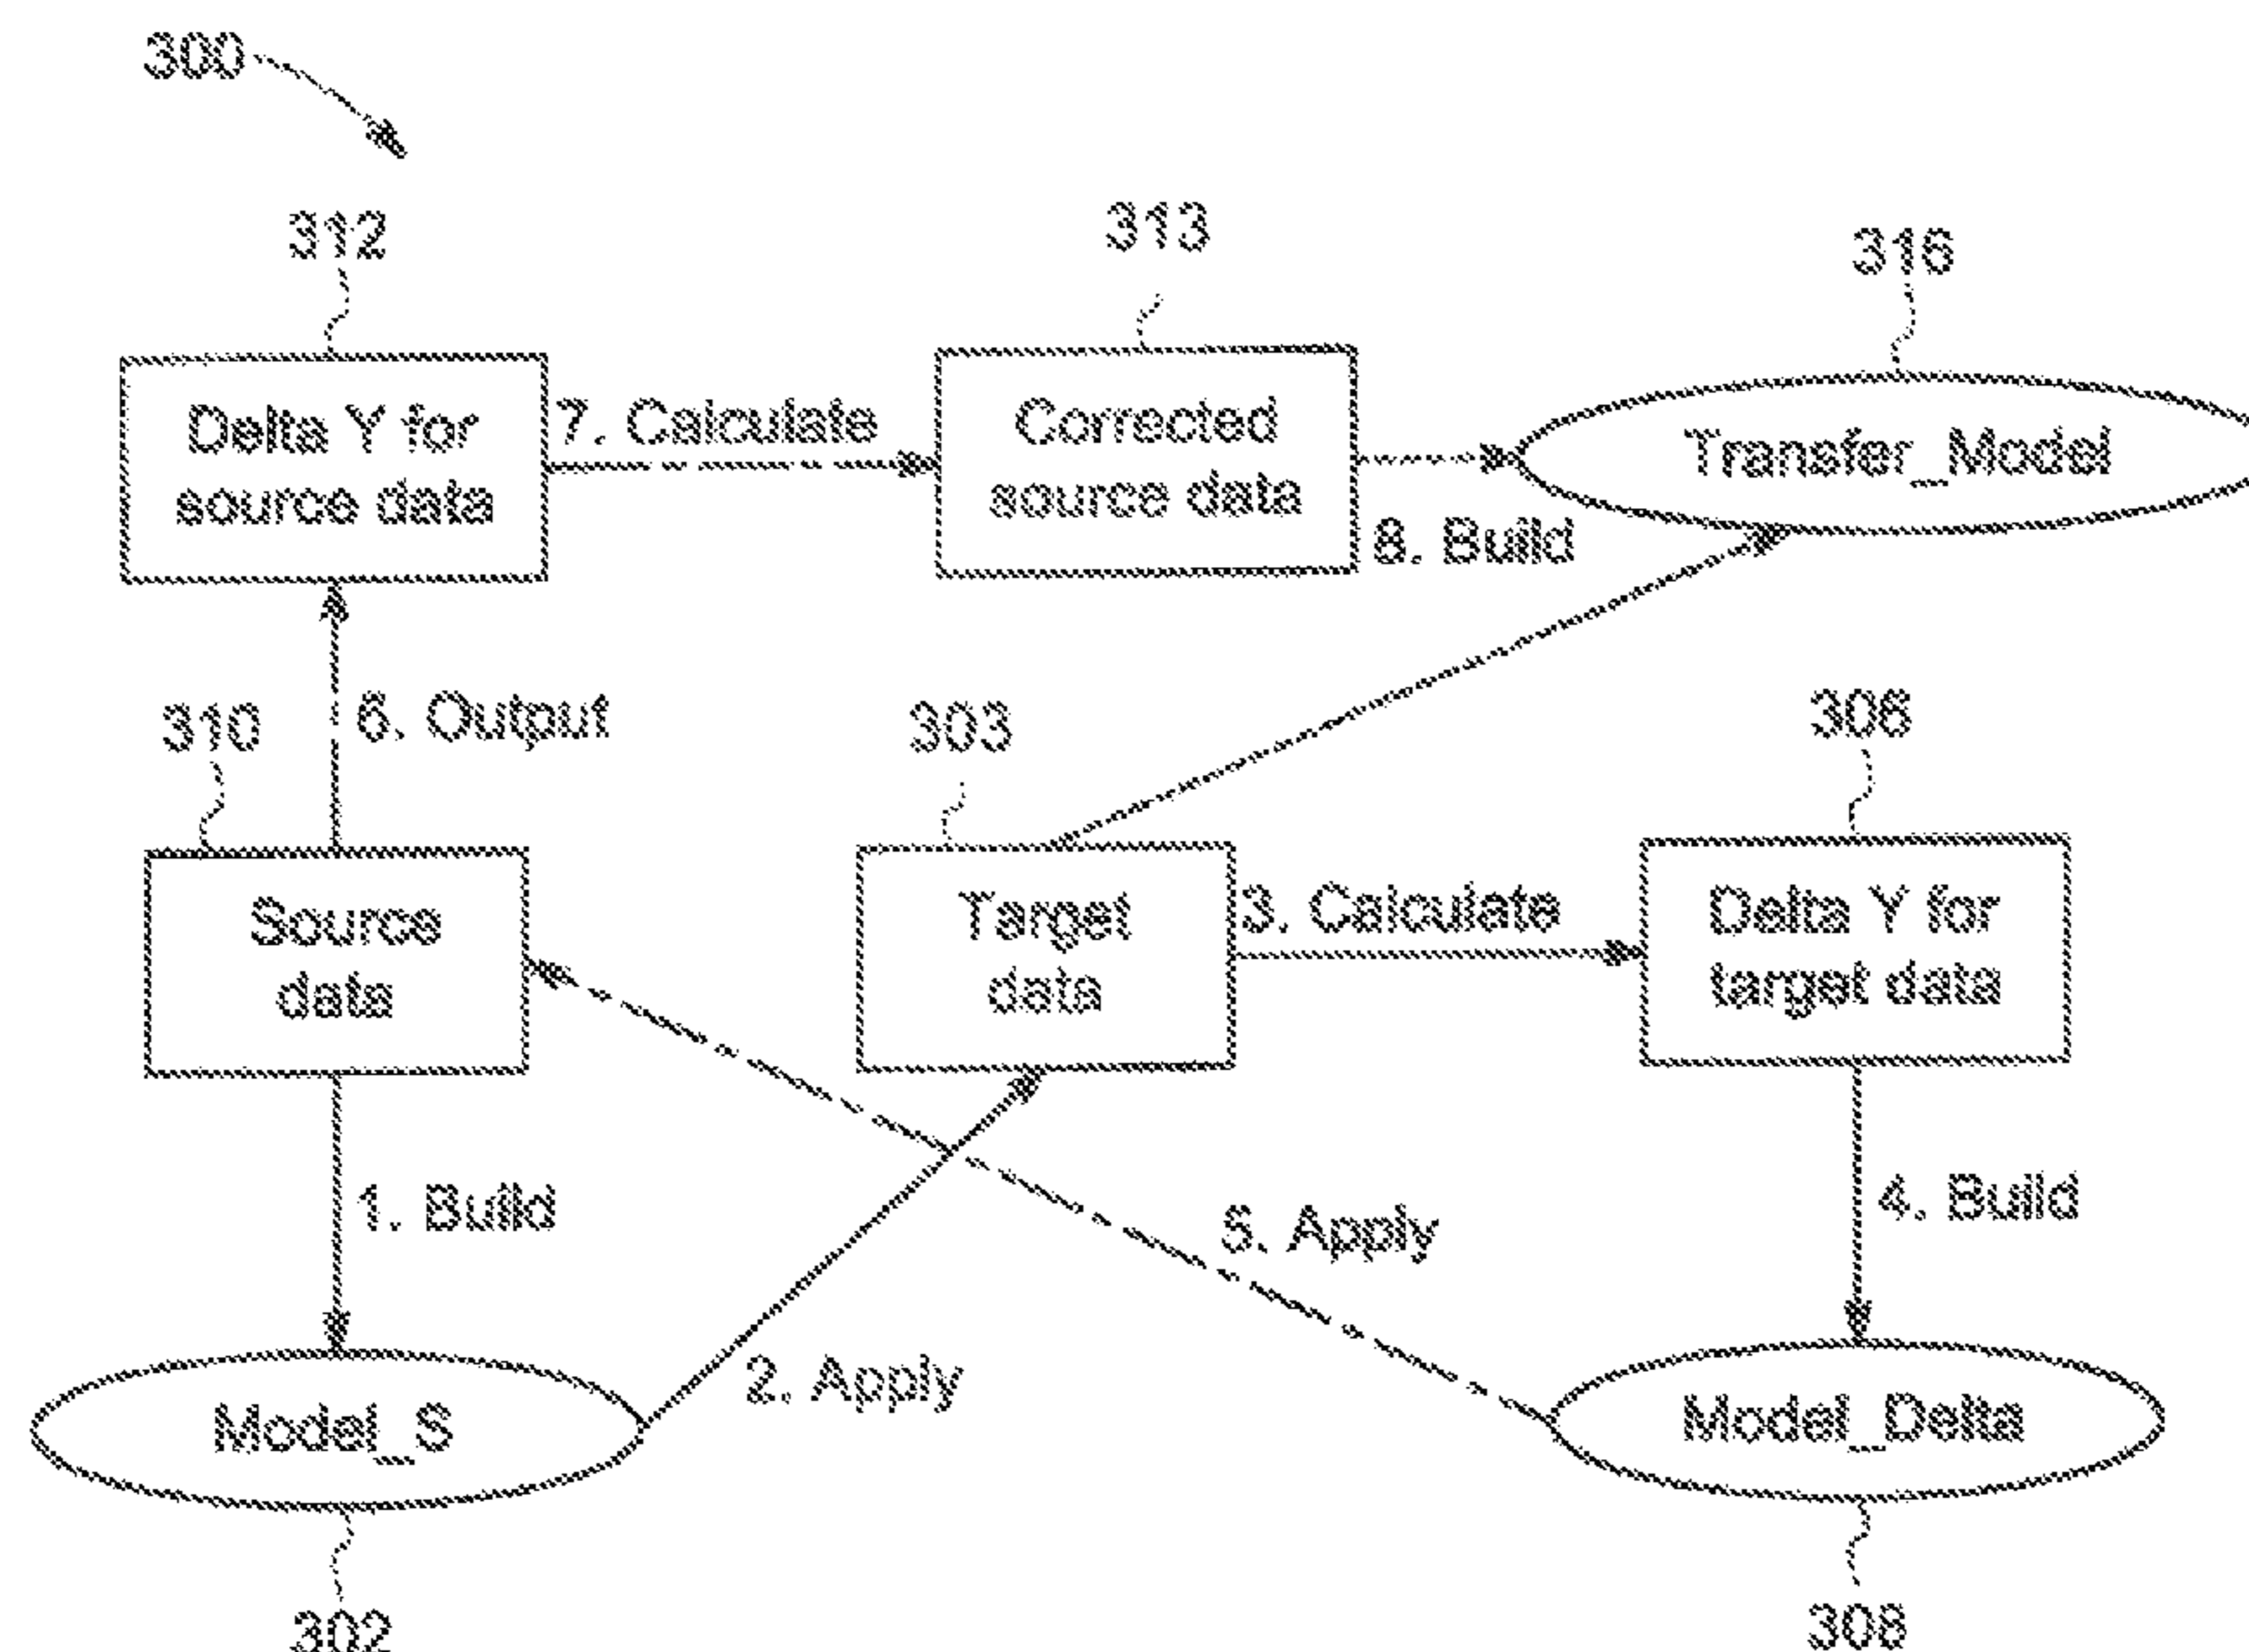 300
312
313
316
Delta Y for
source data
7. Calculate
Corrected
source data
Transfer_Model
8. Build
6. Output
310
303
306
Source
data
Target
data
3. Calculate
Delta Y for
target data
1. Build
5. Apply
4. Build
2. Apply
Model_S
Model_Delta
302
308